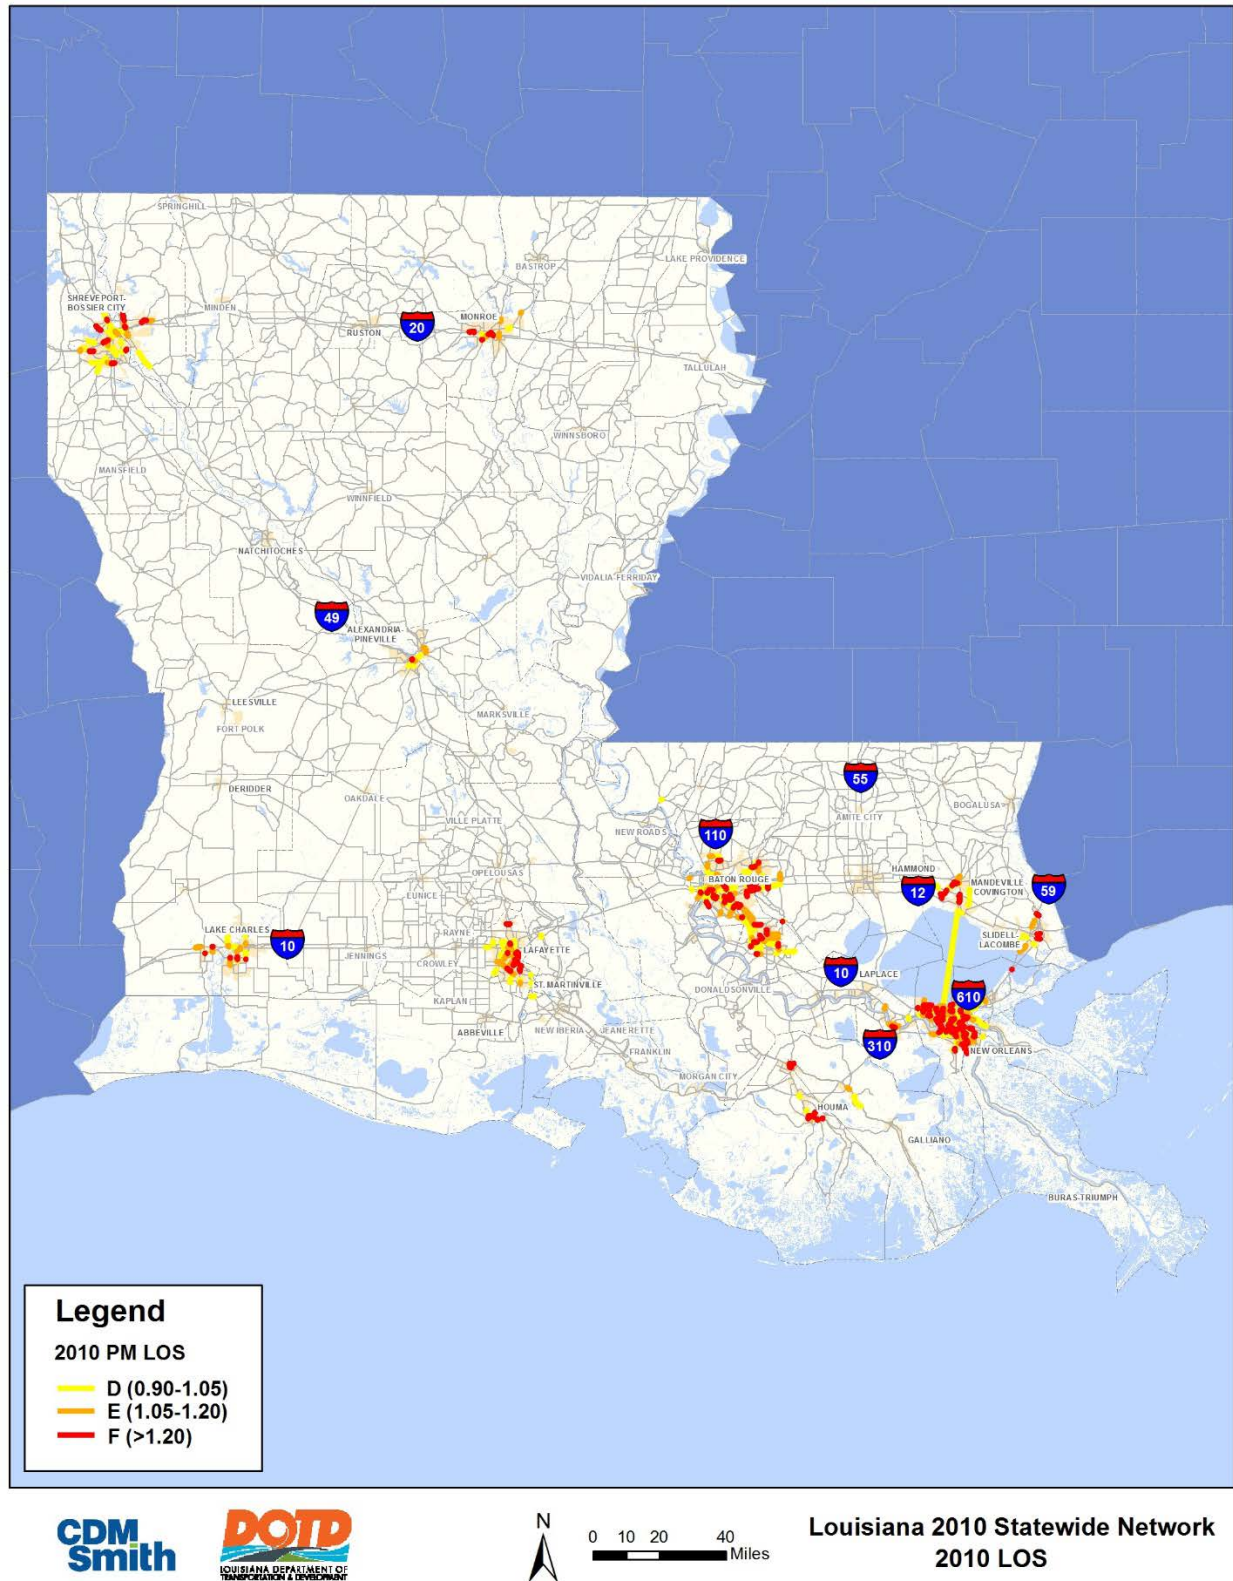 SPRINGHILL
BASTROP
LAKE PROVIDENCE
SHREVEPORT-
BOSSIER CITY
MINDEN
RUSTON
20
MONROE
TALLULAH
WINNSBORO
MANSFIELD
WINNFIELD
NATCHITOCHES
VIDALIA-FERRIDAY
49
ALEXANDRIA-
PINEVILLE
LEESVILLE
FORT POLK
MARKSVILLE
DERIDDER
OAKDALE
VILLE PLATTE
NEW ROADS
110
55
AMITE CITY
BOGALUSA
OPELOUSAS
EUNICE
BATON ROUGE
HAMMOND
12
MANDEVILLE-
COVINGTON
59
LAKE CHARLES
10
RAYNE
LAFAYETTE
JENNINGS
CROWLEY
SLIDELL-
LACOMBE
10
LAPLACE
ST. MARTINVILLE
DONALDSONVILLE
KAPLAN
610
ABBEVILLE
NEW IBERIA
JEANERETTE
FRANKLIN
310
NEW ORLEANS
MORGAN CITY
HOUMA
GALLIANO
BURAS-TRIUMPH
Legend
2010 PM LOS
D (0.90-1.05)
E (1.05-1.20)
F (>1.20)
CDM
Smith
DOTD
LOUISIANA DEPARTMENT OF
TRANSPORTATION & DEVELOPMENT
N
0 10 20 40
Miles
Louisiana 2010 Statewide Network
2010 LOS